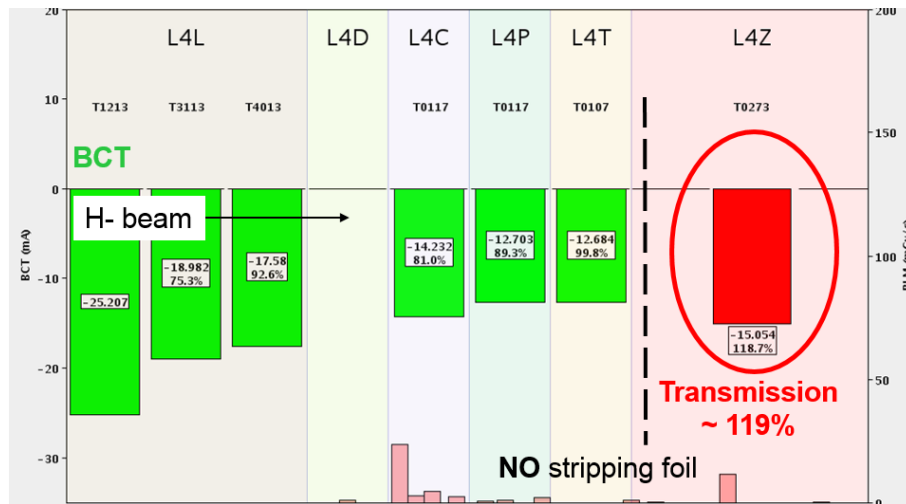 20
200
L4L
L4D
L4C
L4P
L4T
L4Z
10
T1213
T3113
T4013
T0117
T0117
T0107
T0273
150
BCT
0
H- beam
BCT (mA)
-10
-25.207
-18.982
75.3%
-17.58
92.6%
-14.232
81.0%
-12.703
89.3%
-12.684
99.8%
100
-15.054
118.7%
-20
50
Transmission
~ 119%
-30
NO stripping foil
0